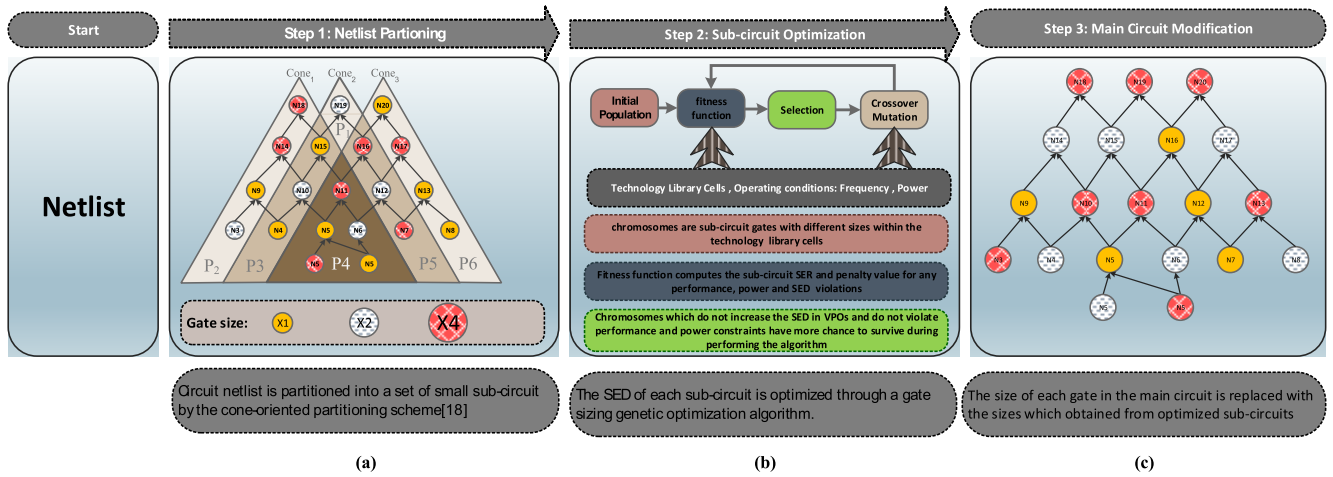 Start
Step 1: Netlist Partioning
Step 2: Sub-circuit Optimization
Step 3: Main Circuit Modification
Netlist
Cone1 Cone2 Cone3
N18 N19 N20
P1
N14 N15 N16 N17
N9 N10 N11 N12 N13
N3 N4 N5 N6 N7 N8
N5 P4 N5
P2 P3 P5 P6
Gate size: X1 X2 X4
Circuit netlist is partitioned into a set of small sub-circuit
by the cone-oriented partitioning scheme[18]
(a)
Initial
Population
fitness
function
Selection
Crossover
Mutation
Technology Library Cells , Operating conditions: Frequency , Power
chromosomes are sub-circuit gates with different sizes within the
technology library cells
Fitness function computes the sub-circuit SER and penalty value for any
performance, power and SED violations
Chromosomes which do not increase the SED in VPOs and do not violate
performance and power constraints have more chance to survive during
performing the algorithm
The SED of each sub-circuit is optimized through a gate
sizing genetic optimization algorithm.
(b)
N18 N19 N20
N14 N15 N16 N17
N9 N10 N11 N12 N13
N3 N4 N5 N6 N7 N8
N5
The size of each gate in the main circuit is replaced with
the sizes which obtained from optimized sub-circuits
(c)